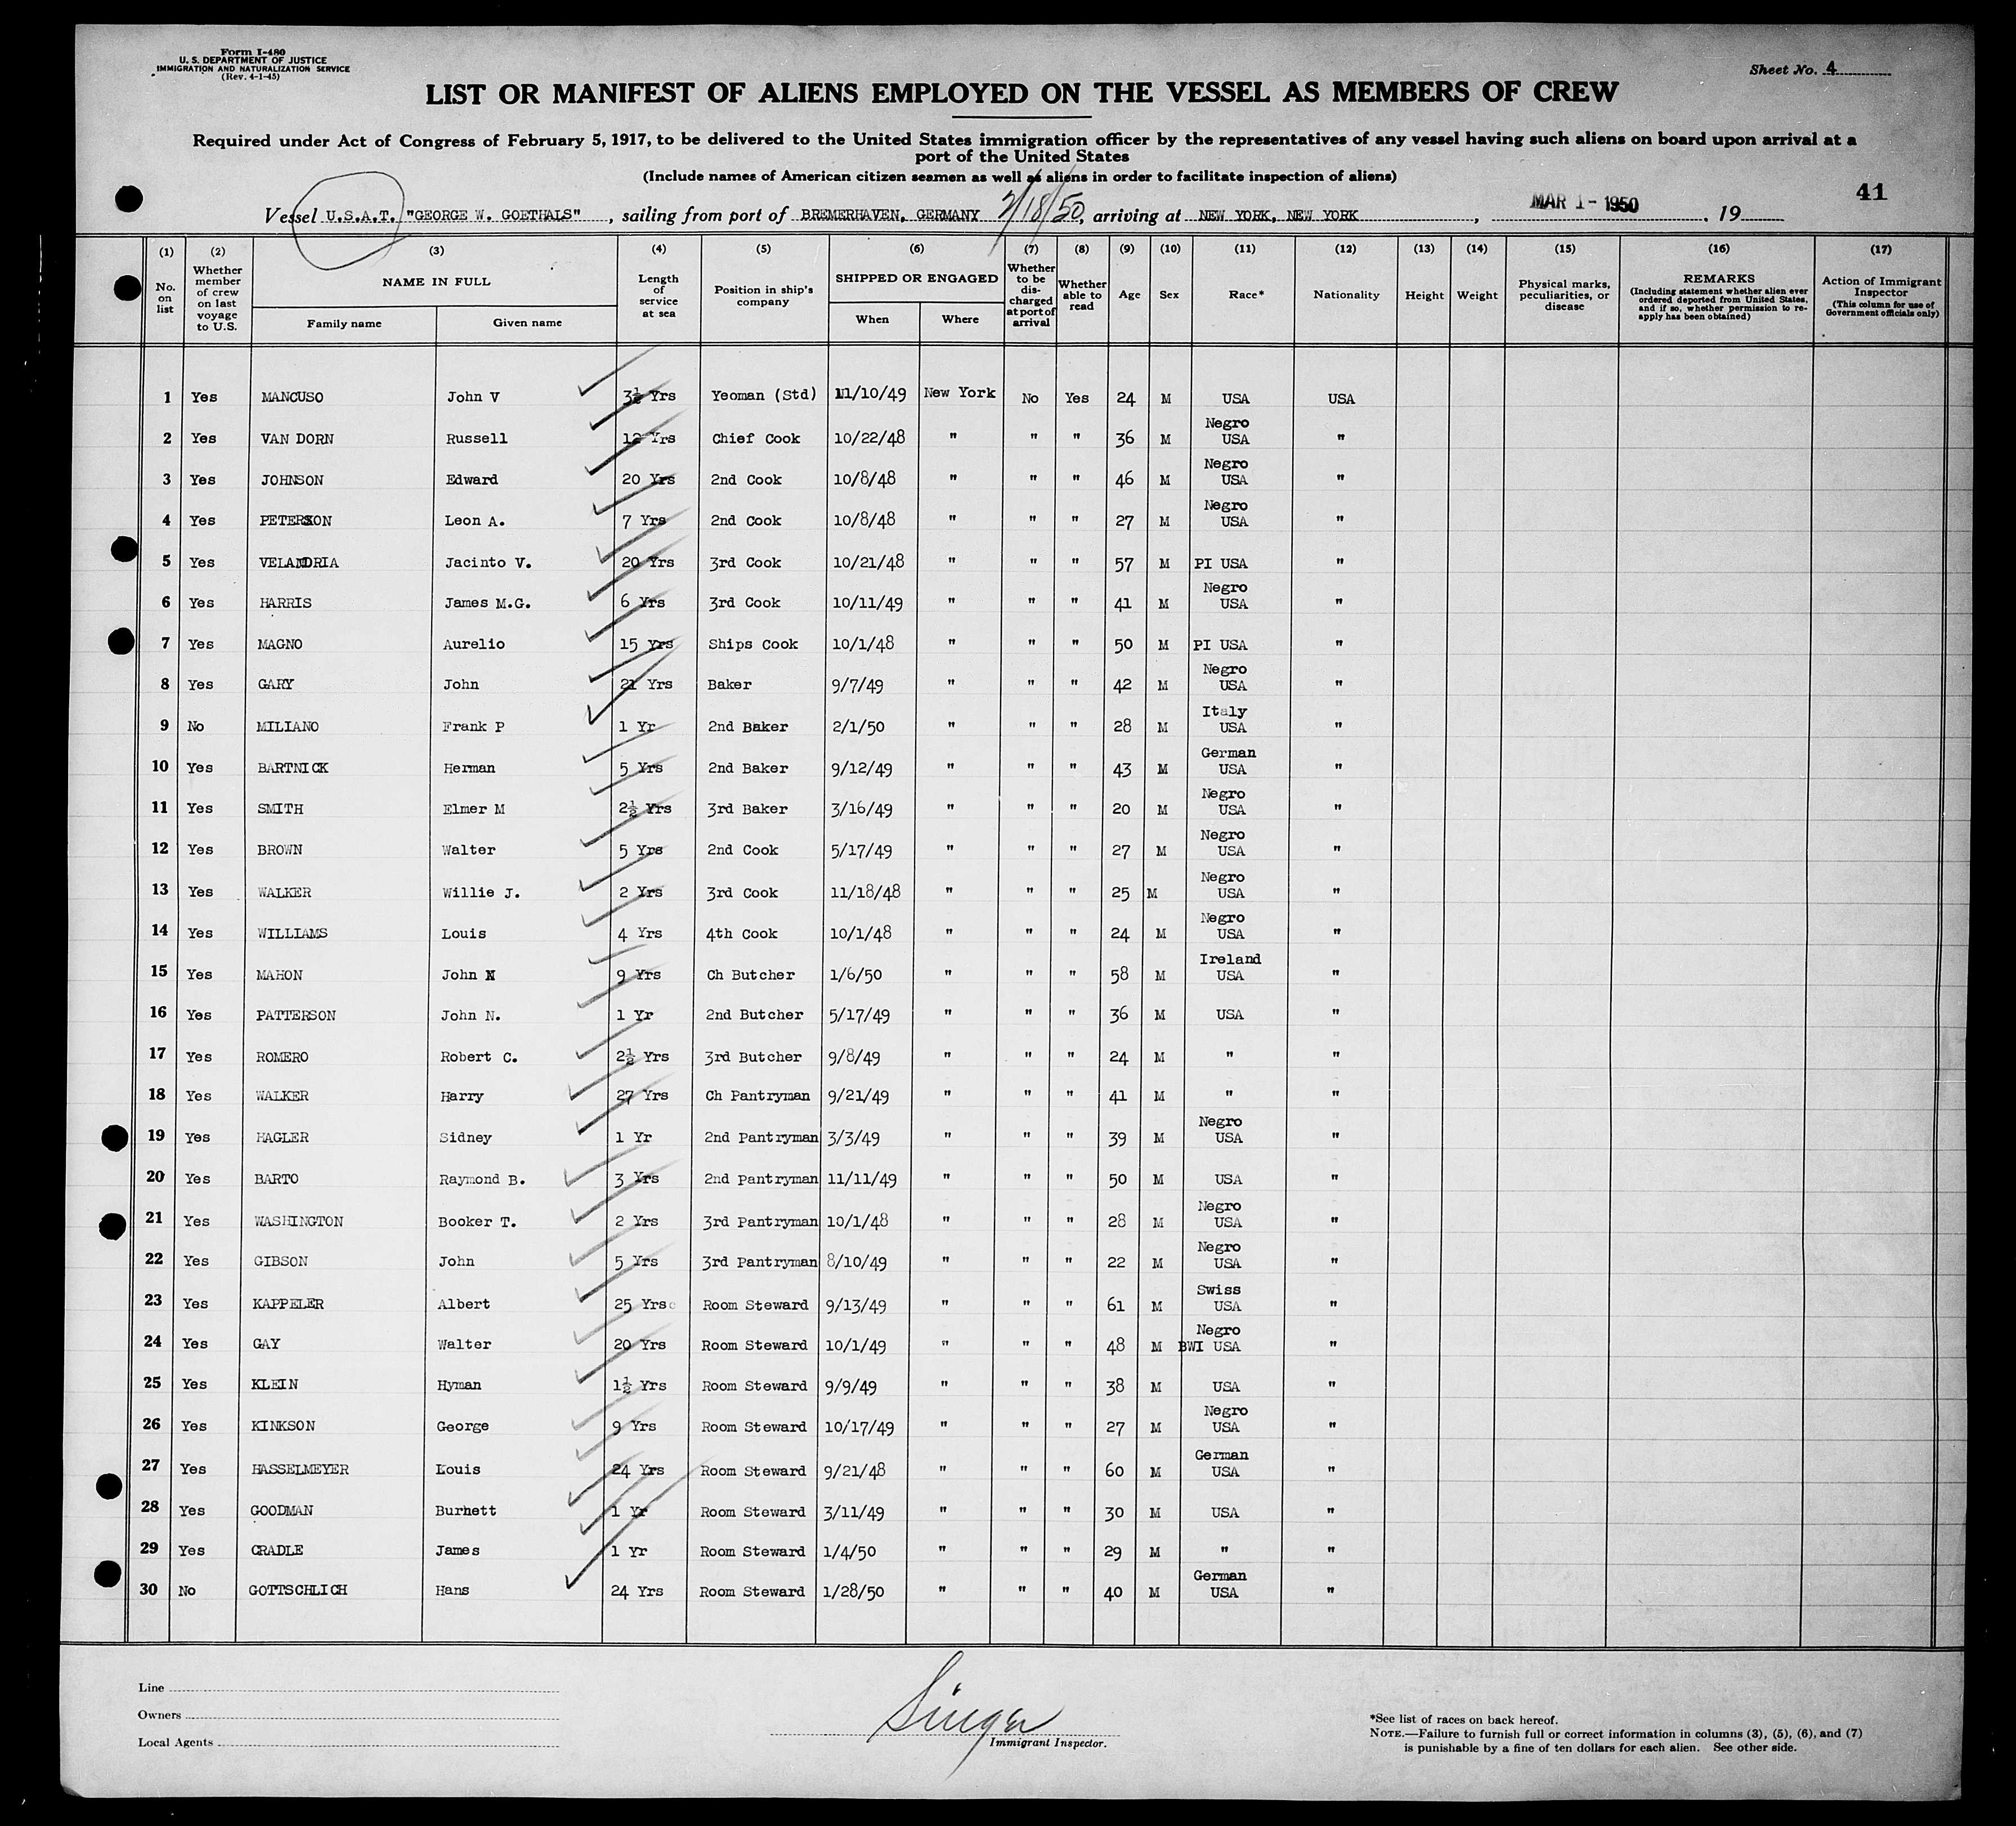 Form I-480
U. S. DEPARTMENT OF JUSTICE
IMMIGRATION AND NATURALIZATION SERVICE
(Rev. 4-1-45)
Sheet No. 4
LIST OR MANIFEST OF ALIENS EMPLOYED ON THE VESSEL AS MEMBERS OF CREW
Required under Act of Congress of February 5, 1917, to be delivered to the United States immigration officer by the representatives of any vessel having such aliens on board upon arrival at a
port of the United States
(Include names of American citizen seamen as well as aliens in order to facilitate inspection of aliens)
41
Vessel U.S.A.T. "GEORGE W. GOETHALS" , sailing from port of BREMERHAVEN, GERMANY 2/18/50, arriving at NEW YORK, NEW YORK , MAR 1 - 1950 , 19
(1) No. on list
(2) Whether member of crew on last voyage to U.S.
(3) NAME IN FULL
Family name
Given name
(4) Length of service at sea
(5) Position in ship's company
(6) SHIPPED OR ENGAGED
When
Where
(7) Whether to be discharged at port of arrival
(8) Whether able to read
(9) Age
(10) Sex
(11) Race*
(12) Nationality
(13) Height
(14) Weight
(15) Physical marks, peculiarities, or disease
(16) REMARKS
(Including statement whether alien ever ordered deported from United States, and if so, whether permission to reapply has been obtained)
(17) Action of Immigrant Inspector
(This column for use of Government officials only)
1 Yes MANCUSO John V 3½ Yrs Yeoman (Std) 11/10/49 New York No Yes 24 M USA USA
2 Yes VAN DORN Russell 12 Yrs Chief Cook 10/22/48 " " " 36 M Negro USA "
3 Yes JOHNSON Edward 20 Yrs 2nd Cook 10/8/48 " " " 46 M Negro USA "
4 Yes PETERSON Leon A. 7 Yrs 2nd Cook 10/8/48 " " " 27 M Negro USA "
5 Yes VELANDRIA Jacinto V. 20 Yrs 3rd Cook 10/21/48 " " " 57 M PI USA "
6 Yes HARRIS James M.G. 6 Yrs 3rd Cook 10/11/49 " " " 41 M Negro USA "
7 Yes MAGNO Aurelio 15 Yrs Ships Cook 10/1/48 " " " 50 M PI USA "
8 Yes GARY John 21 Yrs Baker 9/7/49 " " " 42 M Negro USA "
9 No MILIANO Frank P 1 Yr 2nd Baker 2/1/50 " " " 28 M Italy USA "
10 Yes BARTNICK Herman 5 Yrs 2nd Baker 9/12/49 " " " 43 M German USA "
11 Yes SMITH Elmer M 2½ Yrs 3rd Baker 3/16/49 " " " 20 M Negro USA "
12 Yes BROWN Walter 5 Yrs 2nd Cook 5/17/49 " " " 27 M Negro USA "
13 Yes WALKER Willie J. 2 Yrs 3rd Cook 11/18/48 " " " 25 M Negro USA "
14 Yes WILLIAMS Louis 4 Yrs 4th Cook 10/1/48 " " " 24 M Negro USA "
15 Yes MAHON John N 9 Yrs Ch Butcher 1/6/50 " " " 58 M Ireland USA "
16 Yes PATTERSON John N. 1 Yr 2nd Butcher 5/17/49 " " " 36 M USA "
17 Yes ROMERO Robert C. 2½ Yrs 3rd Butcher 9/8/49 " " " 24 M " "
18 Yes WALKER Harry 27 Yrs Ch Pantryman 9/21/49 " " " 41 M " "
19 Yes HAGLER Sidney 1 Yr 2nd Pantryman 3/3/49 " " " 39 M Negro USA "
20 Yes BARTO Raymond B. 3 Yrs 2nd Pantryman 11/11/49 " " " 50 M USA "
21 Yes WASHINGTON Booker T. 2 Yrs 3rd Pantryman 10/1/48 " " " 28 M Negro USA "
22 Yes GIBSON John 5 Yrs 3rd Pantryman 8/10/49 " " " 22 M Negro USA "
23 Yes KAPPELER Albert 25 Yrs Room Steward 9/13/49 " " " 61 M Swiss USA "
24 Yes GAY Walter 20 Yrs Room Steward 10/1/49 " " " 48 M Negro BWI USA "
25 Yes KLEIN Hyman 1½ Yrs Room Steward 9/9/49 " " " 38 M USA "
26 Yes KINKSON George 9 Yrs Room Steward 10/17/49 " " " 27 M Negro USA "
27 Yes HASSELMEYER Louis 24 Yrs Room Steward 9/21/48 " " " 60 M German USA "
28 Yes GOODMAN Burnett 1 Yr Room Steward 3/11/49 " " " 30 M USA "
29 Yes CRADLE James 1 Yr Room Steward 1/4/50 " " " 29 M " "
30 No GOTTSCHLICH Hans 24 Yrs Room Steward 1/28/50 " " " 40 M German USA "
Line
Owners
Local Agents
Singer
Immigrant Inspector.
*See list of races on back hereof.
NOTE.—Failure to furnish full or correct information in columns (3), (5), (6), and (7)
is punishable by a fine of ten dollars for each alien. See other side.